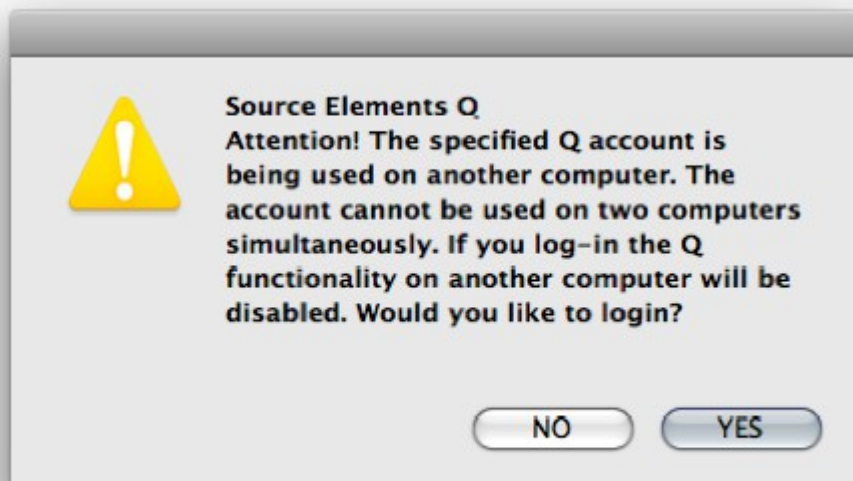 Source Elements Q
Attention! The specified Q account is
being used on another computer. The
account cannot be used on two computers
simultaneously. If you log-in the Q
functionality on another computer will be
disabled. Would you like to login?
NO YES